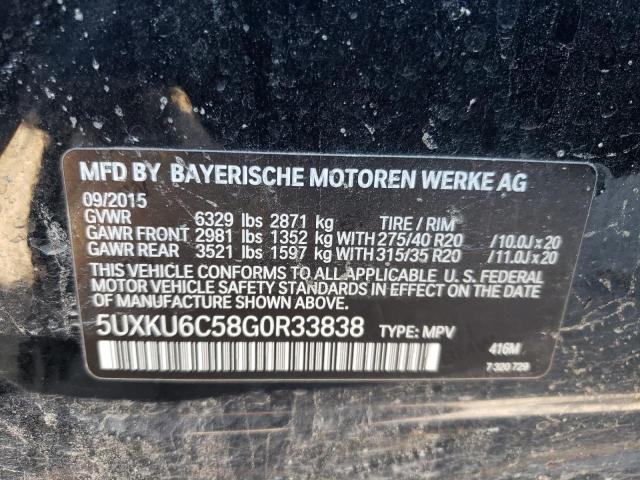 MFD BY BAYERISCHE MOTOREN WERKE AG
09/2015
GVWR 6329 lbs 2871 kg TIRE / RIM
GAWR FRONT 2981 lbs 1352 kg WITH 275/40 R20 /10.0J x 20
GAWR REAR 3521 lbs 1597 kg WITH 315/35 R20 /11.0J x 20
THIS VEHICLE CONFORMS TO ALL APPLICABLE U. S. FEDERAL
MOTOR VEHICLE SAFETY AND THEFT PREVENTION STANDARDS
IN EFFECT ON THE DATE OF MANUFACTURE SHOWN ABOVE.
5UXKU6C58G0R33838 TYPE: MPV
416M
7 320 729